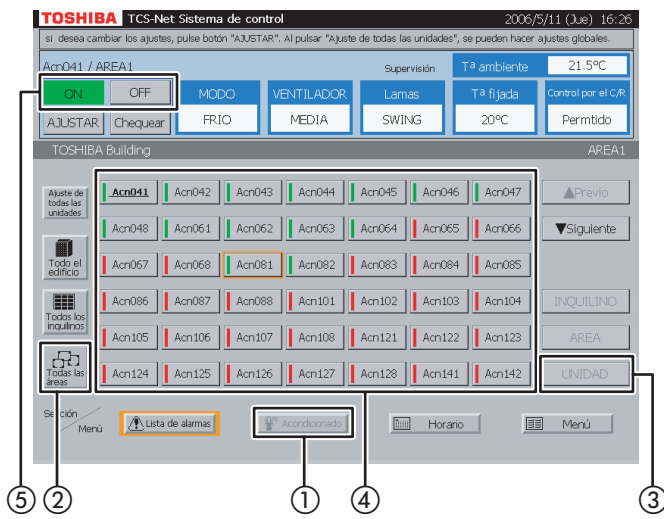 TOSHIBA TCS-Net Sistema de control 2006/5/11 (Jue) 16:26
si desea cambiar los ajustes, pulse botón "AJUSTAR". Al pulsar "Ajuste de todas las unidades", se pueden hacer ajustes globales.
Acn041 / AREA1 Supervisión Tª ambiente 21.5ºC
ON OFF MODO VENTILADOR Lamas Tª fijada Control por el C/R
AJUSTAR Chequear FRIO MEDIA SWING 20ºC Permtido
TOSHIBA Building AREA1
Ajuste de todas las unidades Acn041 Acn042 Acn043 Acn044 Acn045 Acn046 Acn047 ▲Previo
Acn048 Acn061 Acn062 Acn063 Acn064 Acn065 Acn066 ▼Siguiente
Todo el edificio Acn067 Acn068 Acn081 Acn082 Acn083 Acn084 Acn085
Todos los inquilinos Acn086 Acn087 Acn088 Acn101 Acn102 Acn103 Acn104 INQUILINO
Acn105 Acn106 Acn107 Acn108 Acn121 Acn122 Acn123 AREA
Todas las áreas Acn124 Acn125 Acn126 Acn127 Acn128 Acn141 Acn142 UNIDAD
Sección Menú Lista de alarmas Acondicionado Horario Menú
⑤ ② ① ④ ③